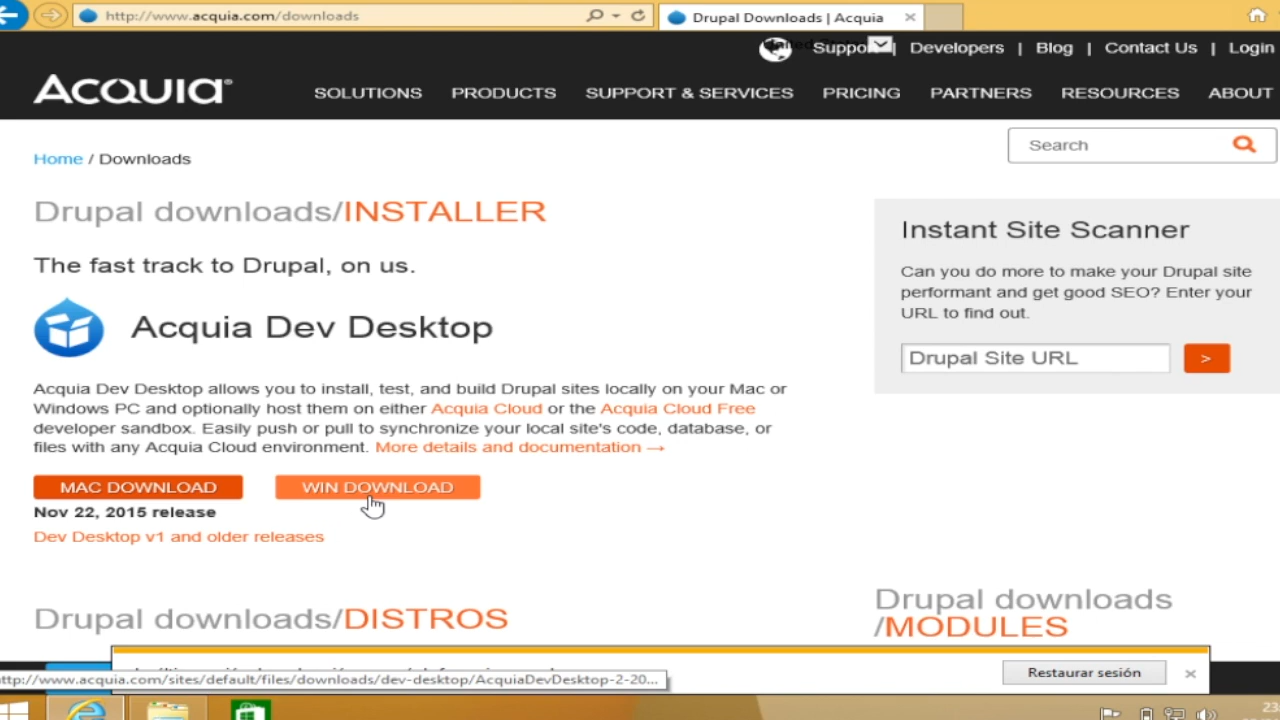 http://www.acquia.com/downloads
Drupal Downloads | Acquia
Suppo | Developers | Blog | Contact Us | Login
ACQUIA®
SOLUTIONS PRODUCTS SUPPORT & SERVICES PRICING PARTNERS RESOURCES ABOUT
Home / Downloads
Search
Drupal downloads/INSTALLER
The fast track to Drupal, on us.
Acquia Dev Desktop
Acquia Dev Desktop allows you to install, test, and build Drupal sites locally on your Mac or
Windows PC and optionally host them on either Acquia Cloud or the Acquia Cloud Free
developer sandbox. Easily push or pull to synchronize your local site's code, database, or
files with any Acquia Cloud environment. More details and documentation →
MAC DOWNLOAD
WIN DOWNLOAD
Nov 22, 2015 release
Dev Desktop v1 and older releases
Instant Site Scanner
Can you do more to make your Drupal site
performant and get good SEO? Enter your
URL to find out.
Drupal Site URL
>
Drupal downloads/DISTROS
Drupal downloads
/MODULES
Restaurar sesión
ttp://www.acquia.com/sites/default/files/downloads/dev-desktop/AcquiaDevDesktop-2-20...
23